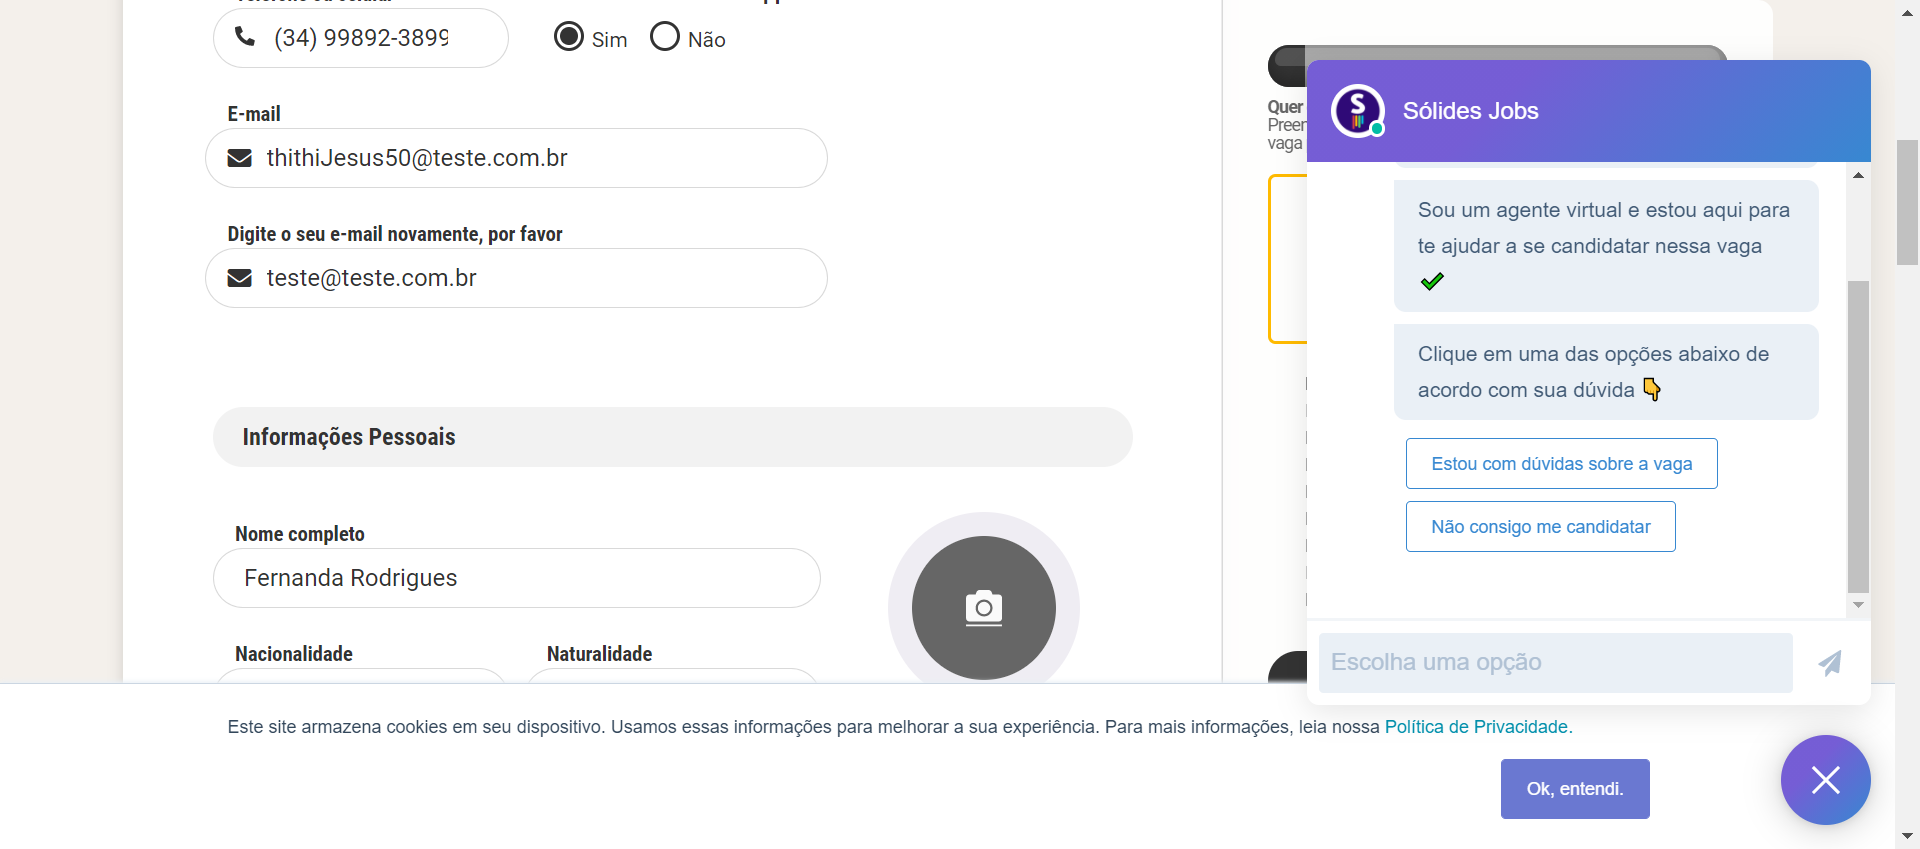 (34) 99892-3899
Sim
Não
E-mail
thithiJesus50@teste.com.br
Digite o seu e-mail novamente, por favor
teste@teste.com.br
Informações Pessoais
Nome completo
Fernanda Rodrigues
Nacionalidade
Naturalidade
Quer
vaga
Sólides Jobs
Sou um agente virtual e estou aqui para
te ajudar a se candidatar nessa vaga
Clique em uma das opções abaixo de
acordo com sua dúvida
Estou com dúvidas sobre a vaga
Não consigo me candidatar
Escolha uma opção
Este site armazena cookies em seu dispositivo. Usamos essas informações para melhorar a sua experiência. Para mais informações, leia nossa Política de Privacidade.
Ok, entendi.